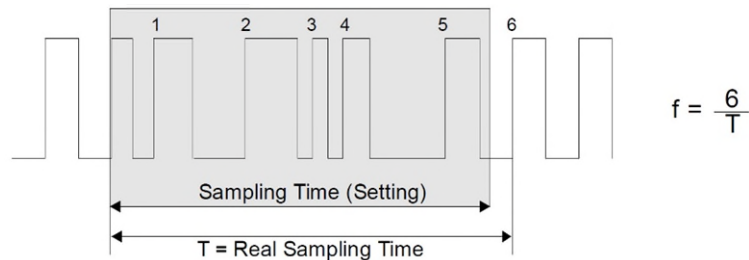 1 2 3 4 5 6
f = 6/T
Sampling Time (Setting)
T = Real Sampling Time